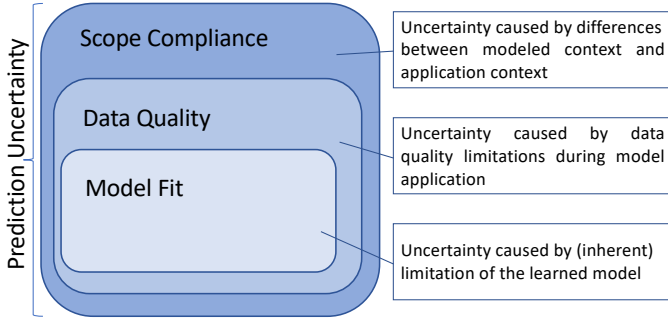 Prediction Uncertainty
Scope Compliance
Uncertainty caused by differences
between modeled context and
application context
Data Quality
Uncertainty caused by data
quality limitations during model
application
Model Fit
Uncertainty caused by (inherent)
limitation of the learned model